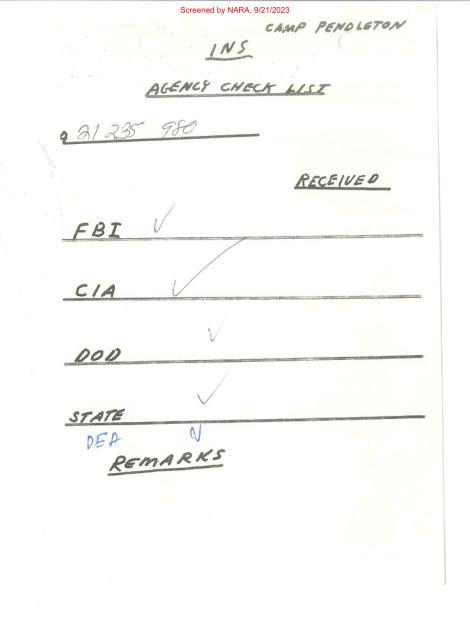 Screened by NARA, 9/21/2023
CAMP PENDLETON
INS
AGENCY CHECK LIST
21 235 980
RECEIVED
FBI ✓
CIA ✓
DOD ✓
STATE ✓
DEA
REMARKS